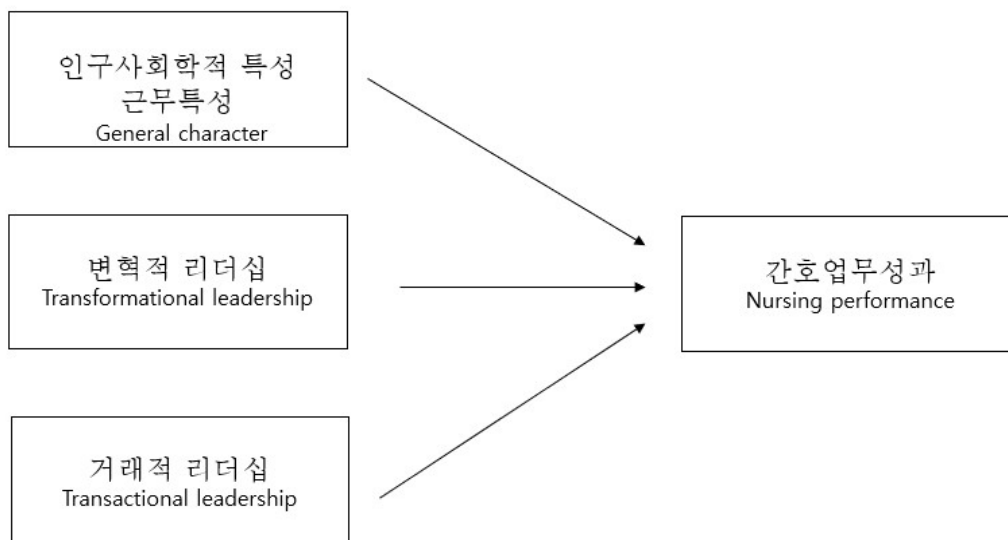 인구사회학적 특성
근무특성
General character
변혁적 리더십
Transformational leadership
간호업무성과
Nursing performance
거래적 리더십
Transactional leadership